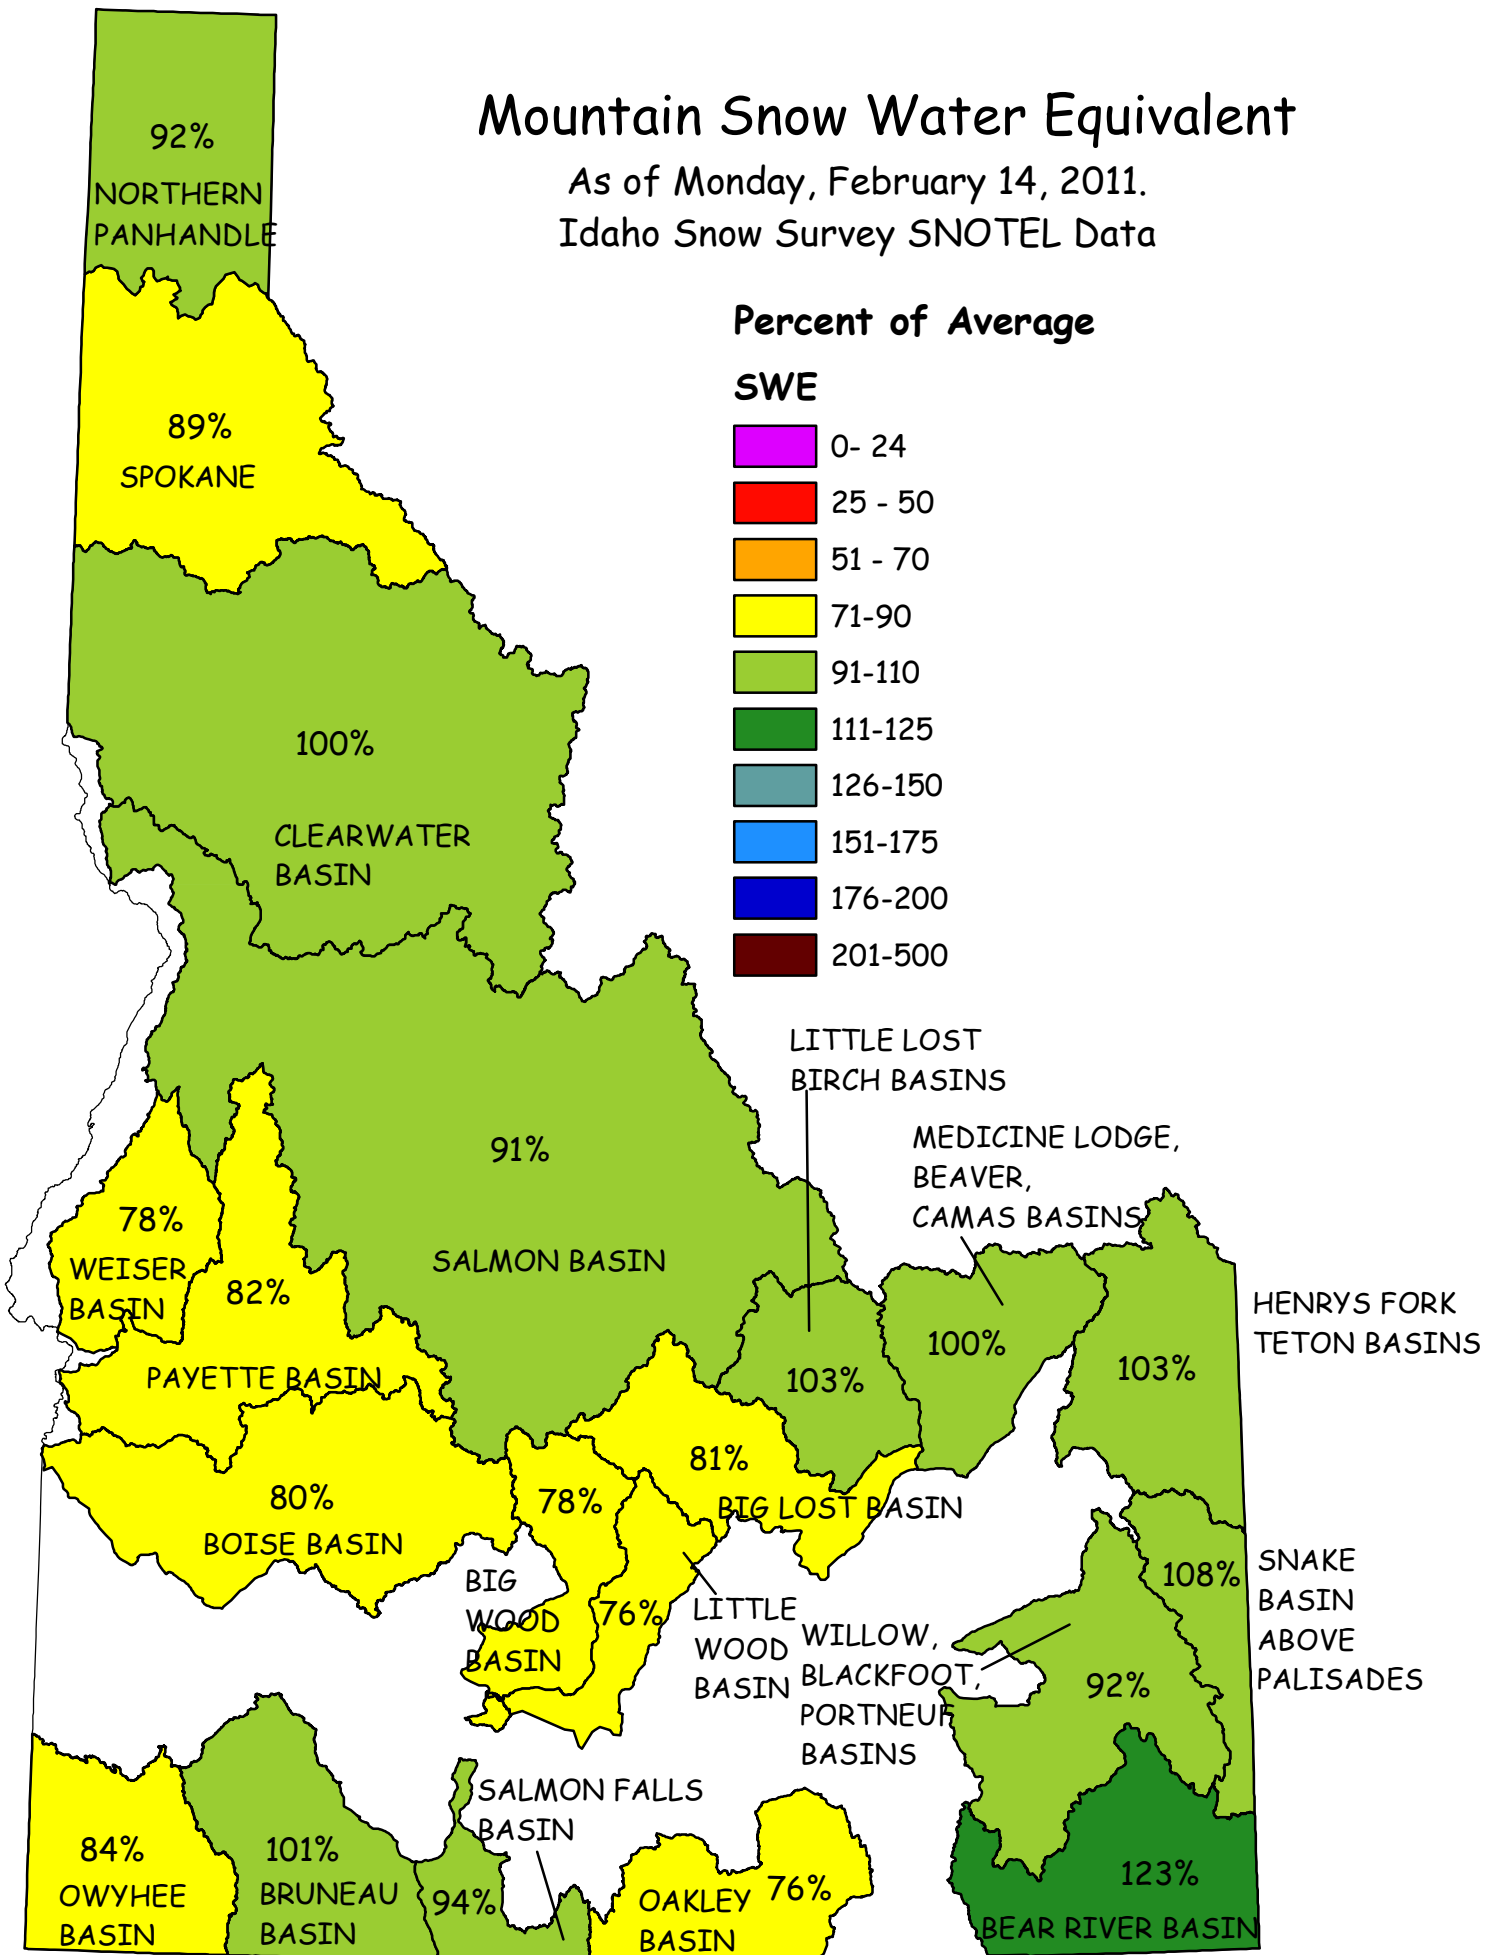 Mountain Snow Water Equivalent
As of Monday, February 14, 2011.
Idaho Snow Survey SNOTEL Data
Percent of Average
SWE
0- 24
25 - 50
51 - 70
71-90
91-110
111-125
126-150
151-175
176-200
201-500
92%
NORTHERN
PANHANDLE
89%
SPOKANE
100%
CLEARWATER
BASIN
91%
SALMON BASIN
78%
WEISER
BASIN
82%
PAYETTE BASIN
80%
BOISE BASIN
LITTLE LOST
BIRCH BASINS
103%
MEDICINE LODGE,
BEAVER,
CAMAS BASINS
100%
HENRYS FORK
TETON BASINS
103%
81%
BIG LOST BASIN
78%
BIG
WOOD
BASIN
76%
LITTLE
WOOD
BASIN
WILLOW,
BLACKFOOT,
PORTNEUF
BASINS
92%
108%
SNAKE
BASIN
ABOVE
PALISADES
84%
OWYHEE
BASIN
101%
BRUNEAU
BASIN
SALMON FALLS
BASIN
94%
OAKLEY
BASIN
76%
123%
BEAR RIVER BASIN